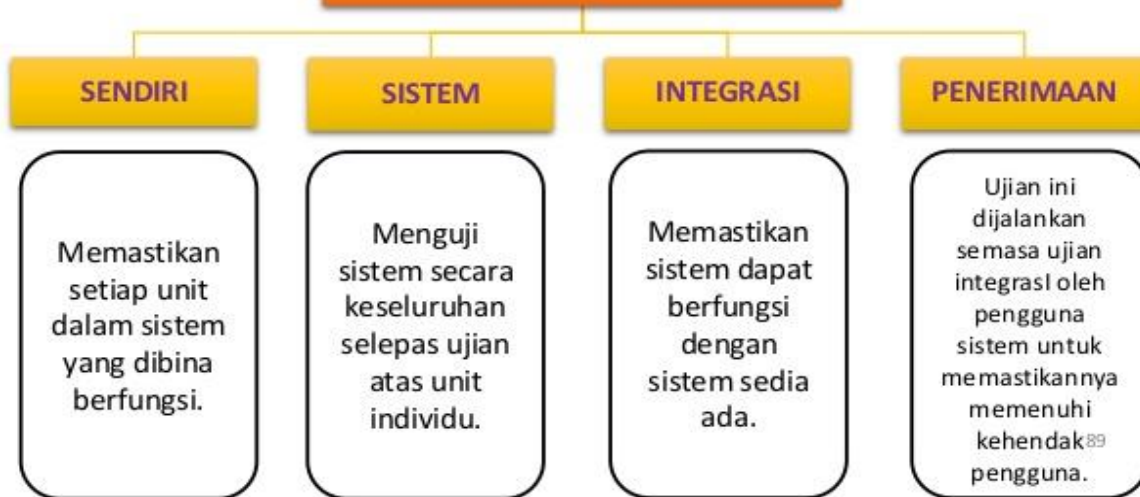 SENDIRI
Memastikan
setiap unit
dalam sistem
yang dibina
berfungsi.
SISTEM
Menguji
sistem secara
keseluruhan
selepas ujian
atas unit
individu.
INTEGRASI
Memastikan
sistem dapat
berfungsi
dengan
sistem sedia
ada.
PENERIMAAN
Ujian ini
dijalankan
semasa ujian
integrasI oleh
pengguna
sistem untuk
memastikannya
memenuhi
kehendak
pengguna.
89